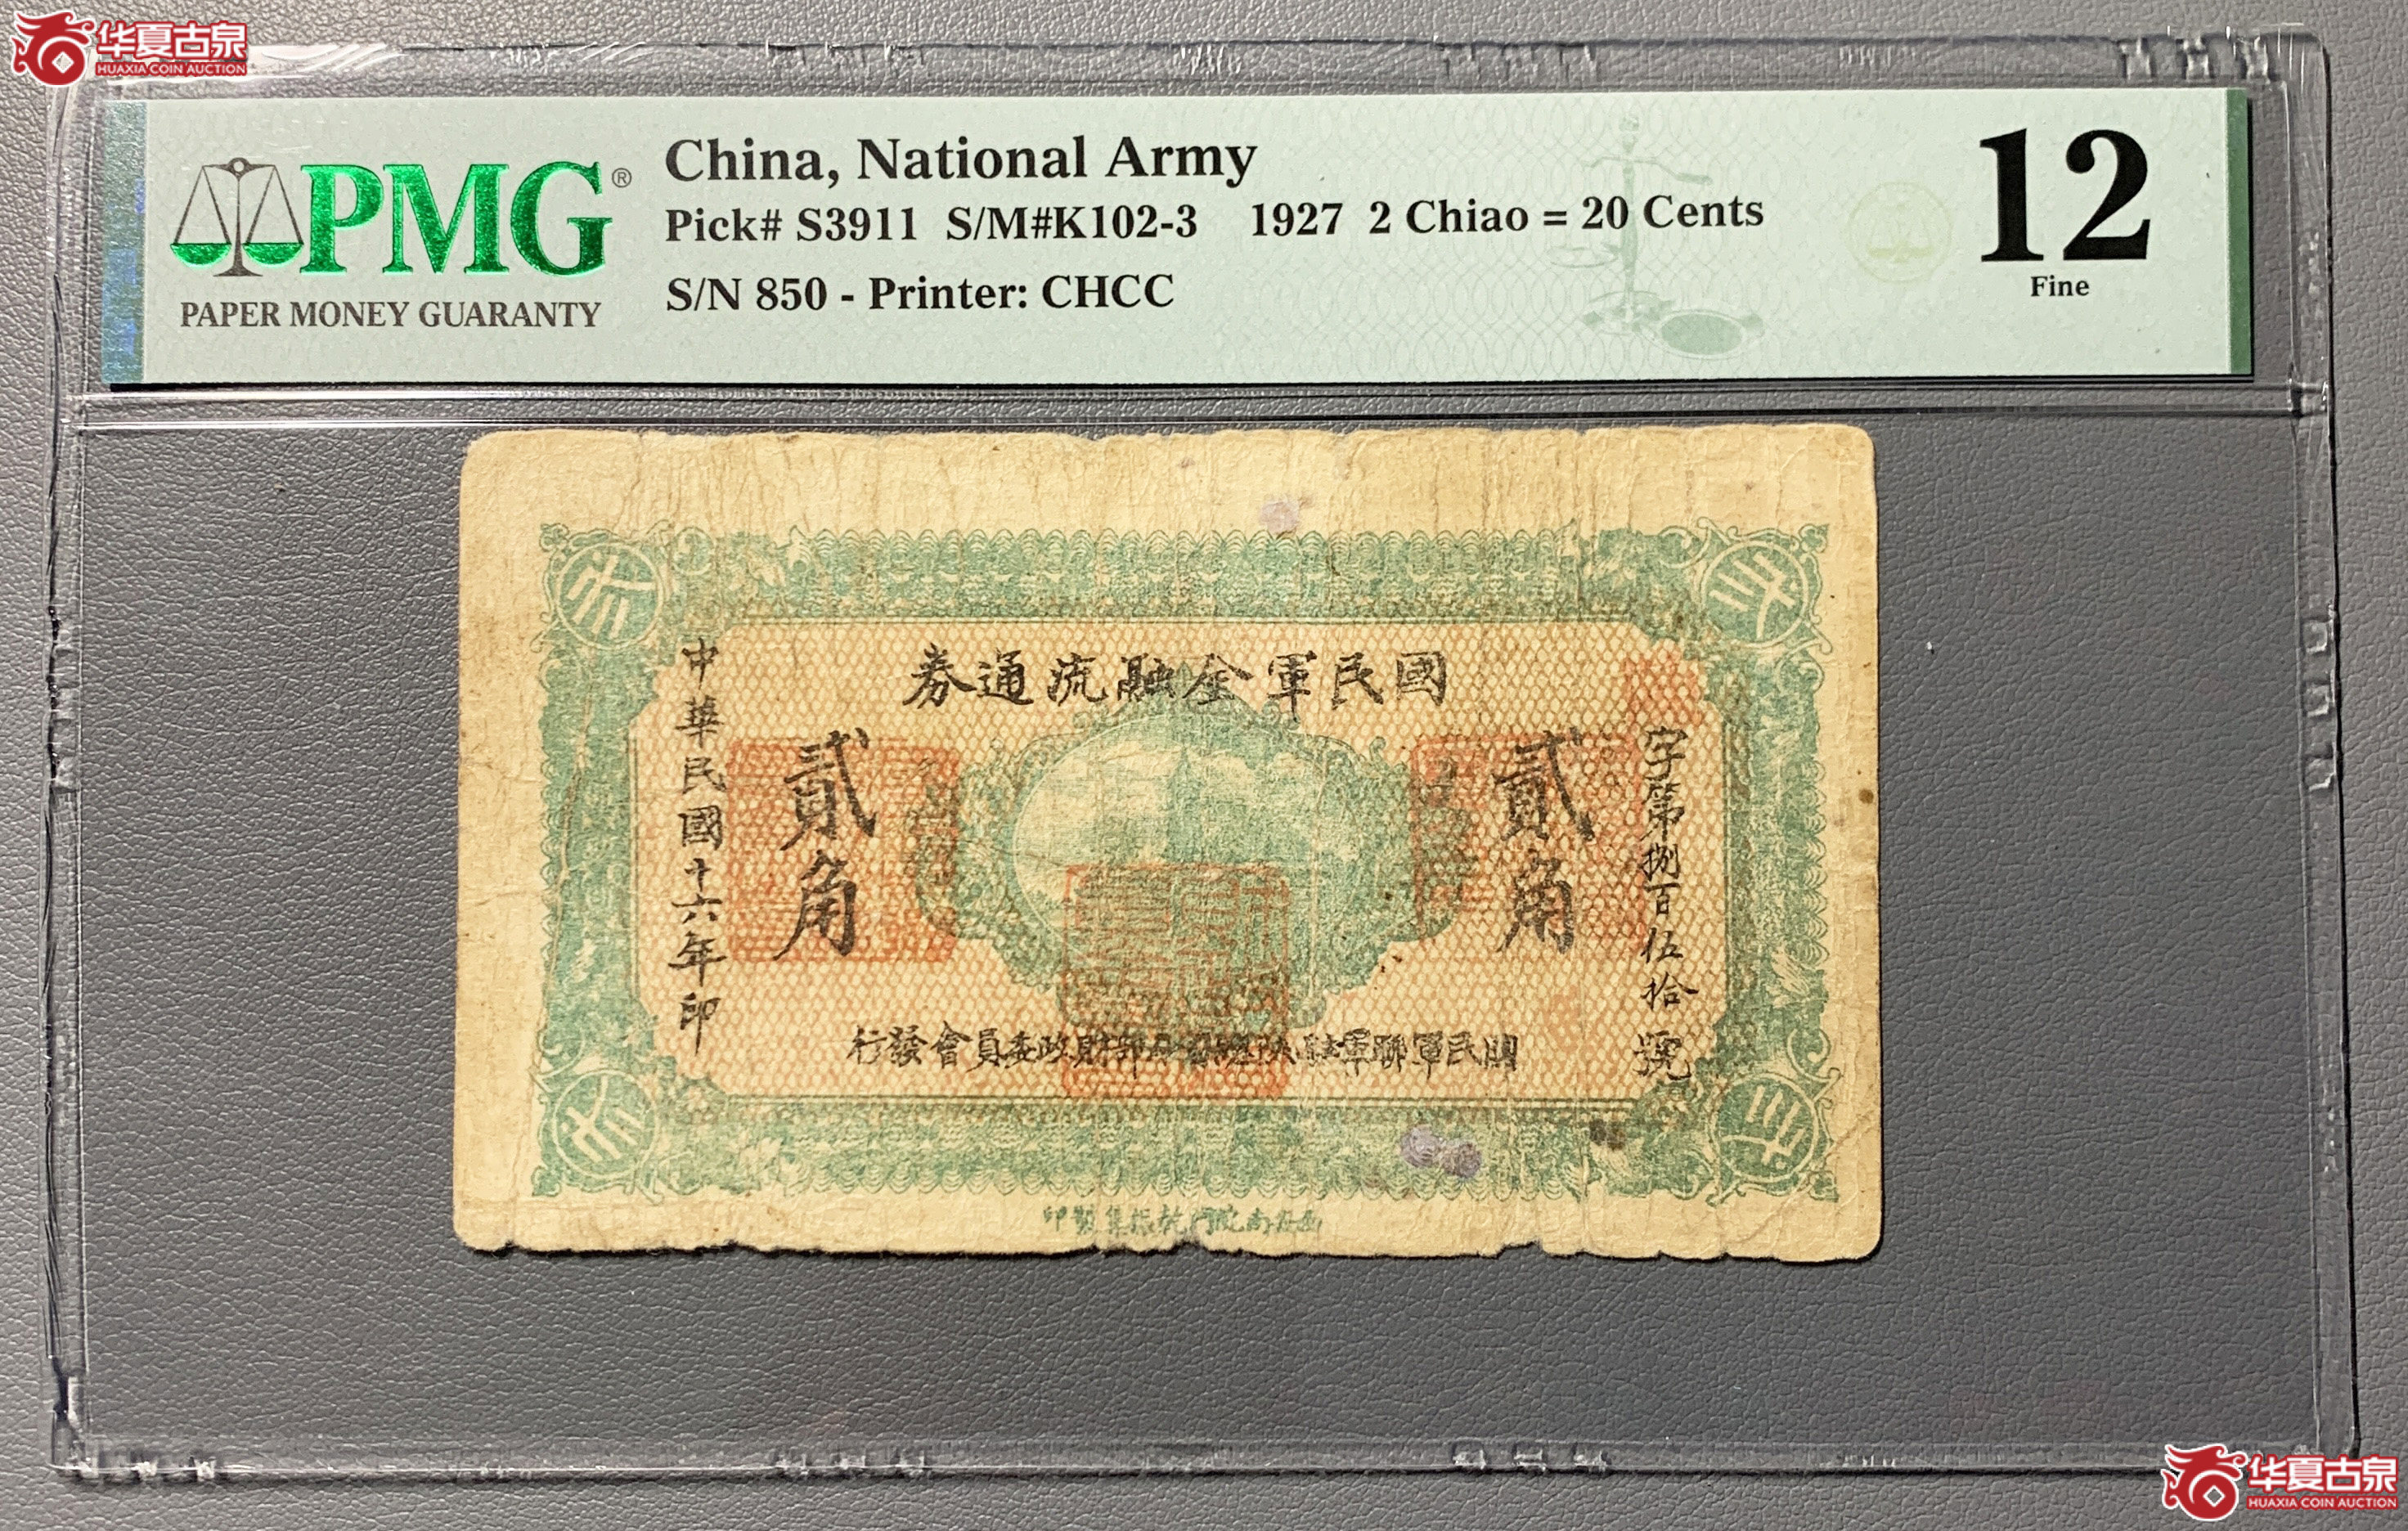 华夏古泉
HUAXIA COIN AUCTION
PMG®
PAPER MONEY GUARANTY
China, National Army
Pick# S3911 S/M#K102-3 1927 2 Chiao = 20 Cents
S/N 850 - Printer: CHCC
12
Fine
國民軍金融流通券
字第捌百伍拾號
貳角
貳角
中華民國十六年印
國民軍聯軍駐陝總司令部財政委員會發行
印製
华夏古泉
HUAXIA COIN AUCTION